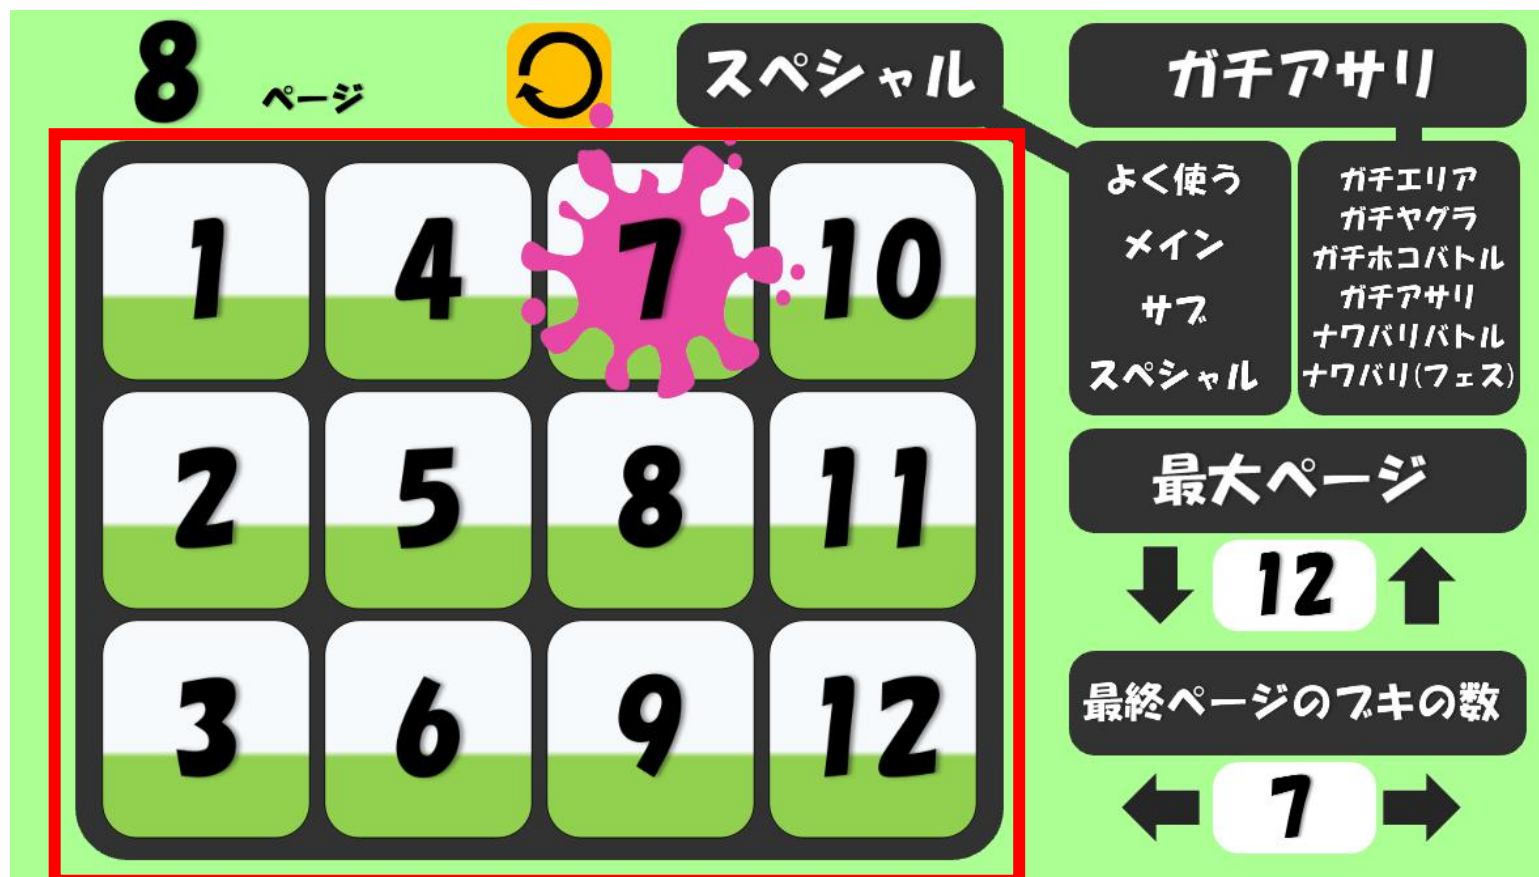 8 ページ
スペシャル
ガチアサリ
1 4 7 10
2 5 8 11
3 6 9 12
よく使う
メイン
サブ
スペシャル
ガチエリア
ガチヤグラ
ガチホコバトル
ガチアサリ
ナワバリバトル
ナワバリ(フェス)
最大ページ
12
最終ページのブキの数
7